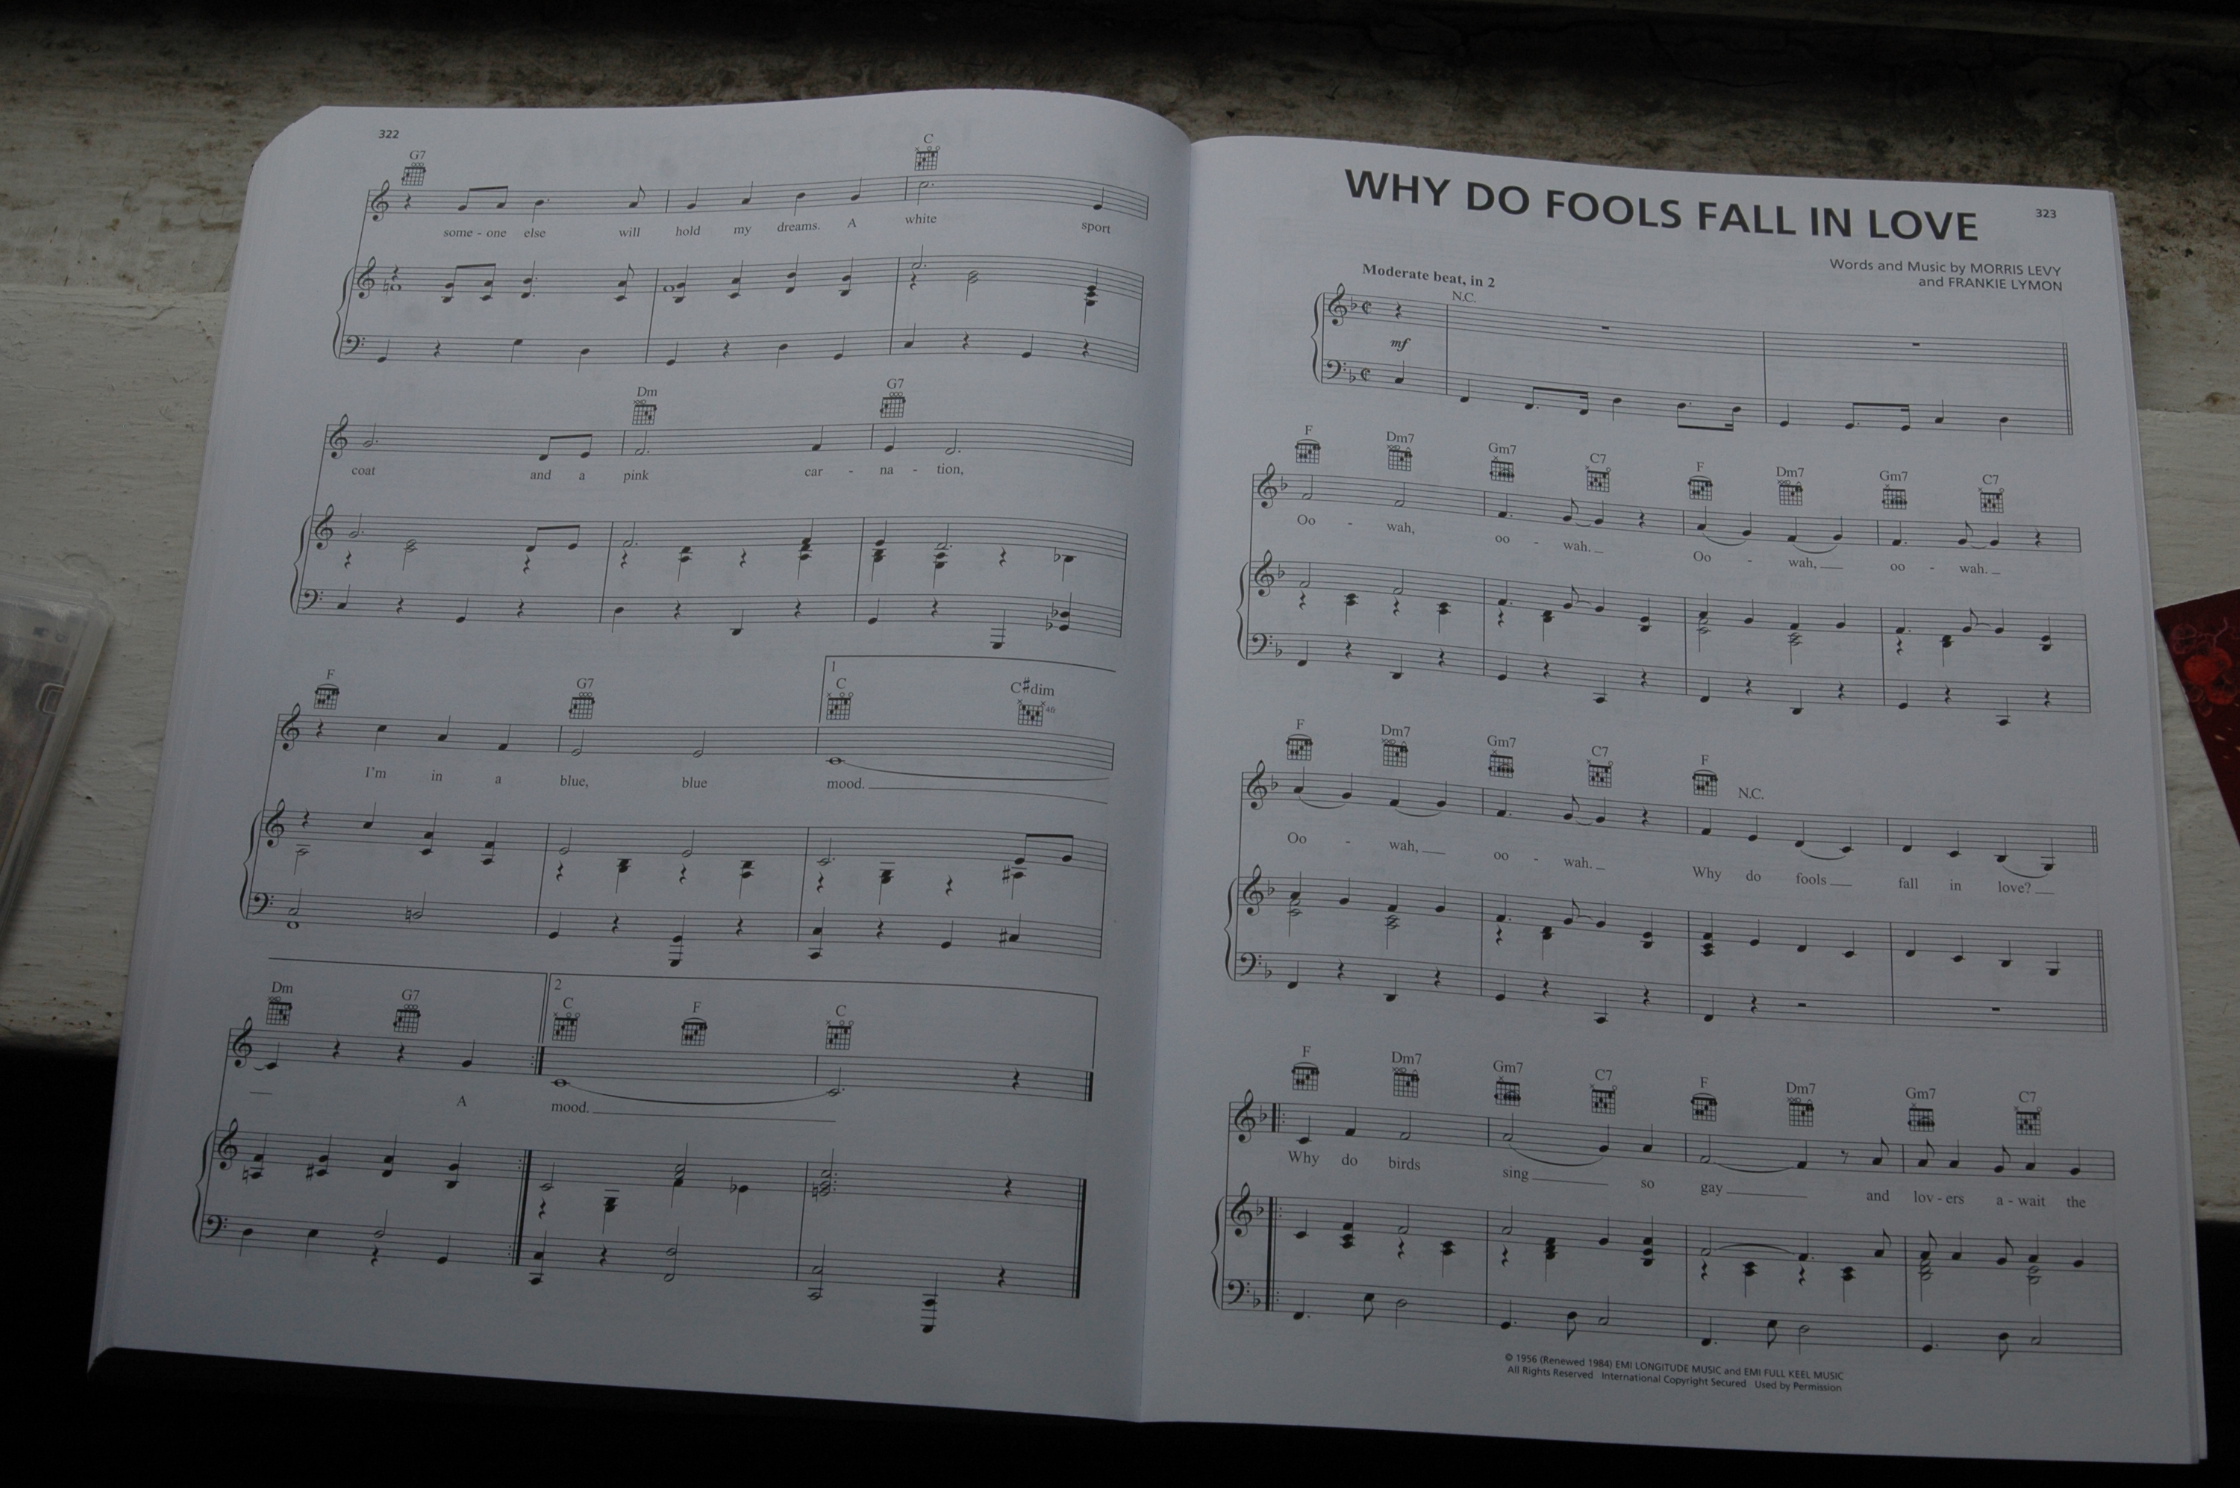 322
G7 C
some - one else will hold my dreams. A white sport
Dm G7
coat and a pink car - na - tion,
1
F G7 C C#dim
4fr
I'm in a blue, blue mood.
2
Dm G7 C F C
A mood.
WHY DO FOOLS FALL IN LOVE
323
Words and Music by MORRIS LEVY
and FRANKIE LYMON
Moderate beat, in 2
N.C.
mf
F Dm7 Gm7 C7 F Dm7 Gm7 C7
Oo - wah, oo - wah. Oo - wah, oo - wah.
F Dm7 Gm7 C7 F N.C.
Oo - wah, oo - wah. Why do fools fall in love?
F Dm7 Gm7 C7 F Dm7 Gm7 C7
Why do birds sing so gay and lov - ers a - wait the
© 1956 (Renewed 1984) EMI LONGITUDE MUSIC and EMI FULL KEEL MUSIC
All Rights Reserved International Copyright Secured Used by Permission